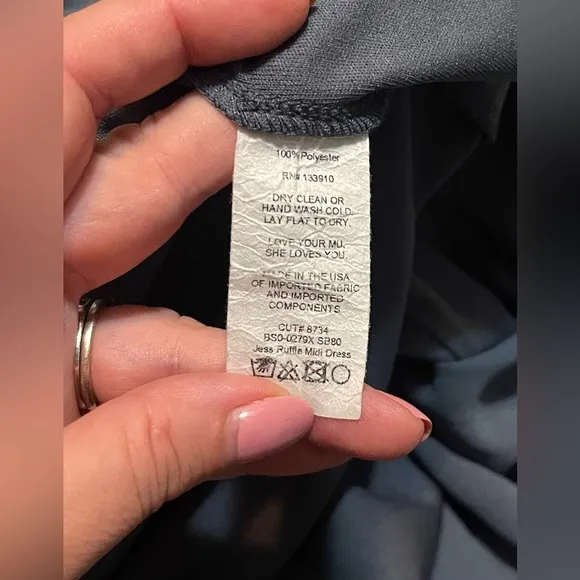 100% Polyester
RN# 133910
DRY CLEAN OR
HAND WASH COLD.
LAY FLAT TO DRY.
LOVE YOUR MU,
SHE LOVES YOU.
MADE IN THE USA
OF IMPORTED FABRIC
AND IMPORTED
COMPONENTS
CUT# 8734
BS0-0279X SB80
Jess Ruffle Midi Dress